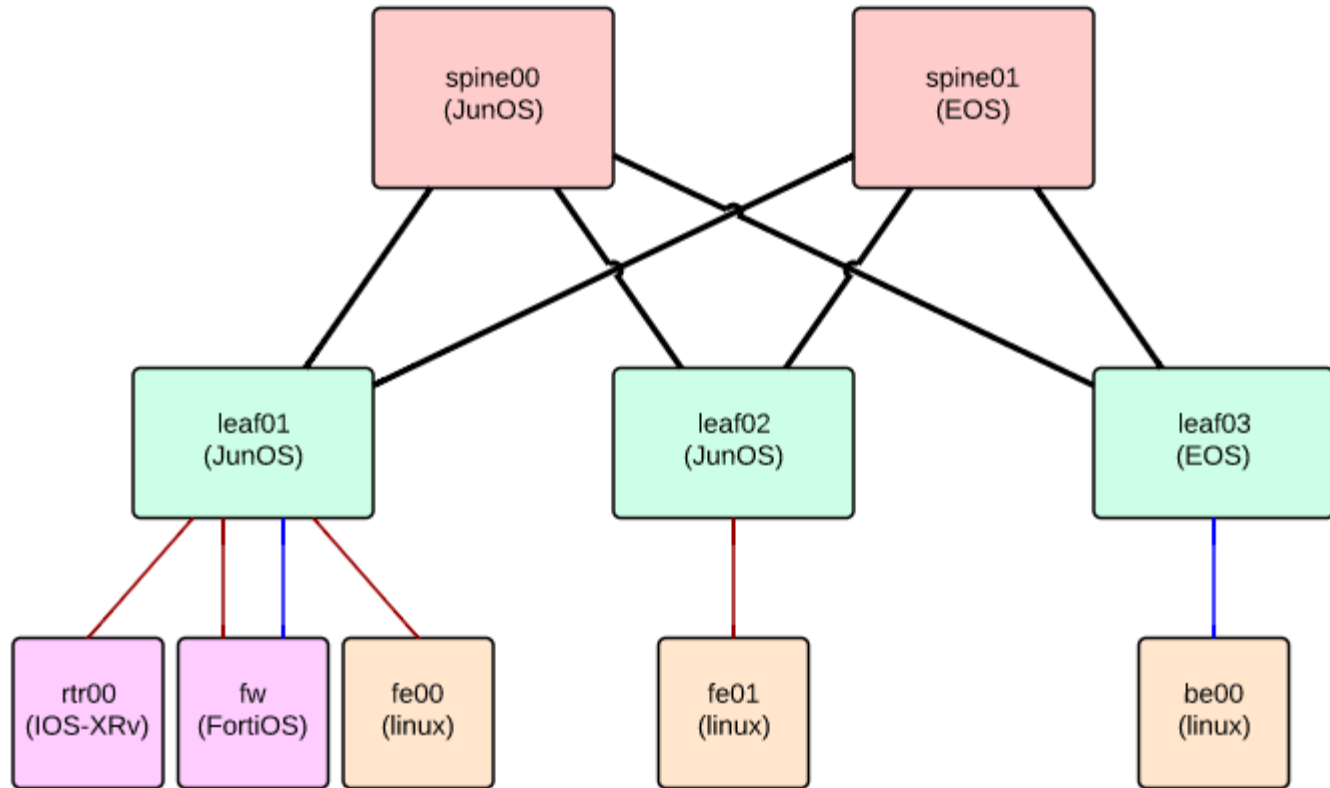 spine00
(JunOS)
spine01
(EOS)
leaf01
(JunOS)
leaf02
(JunOS)
leaf03
(EOS)
rtr00
(IOS-XRv)
fw
(FortiOS)
fe00
(linux)
fe01
(linux)
be00
(linux)